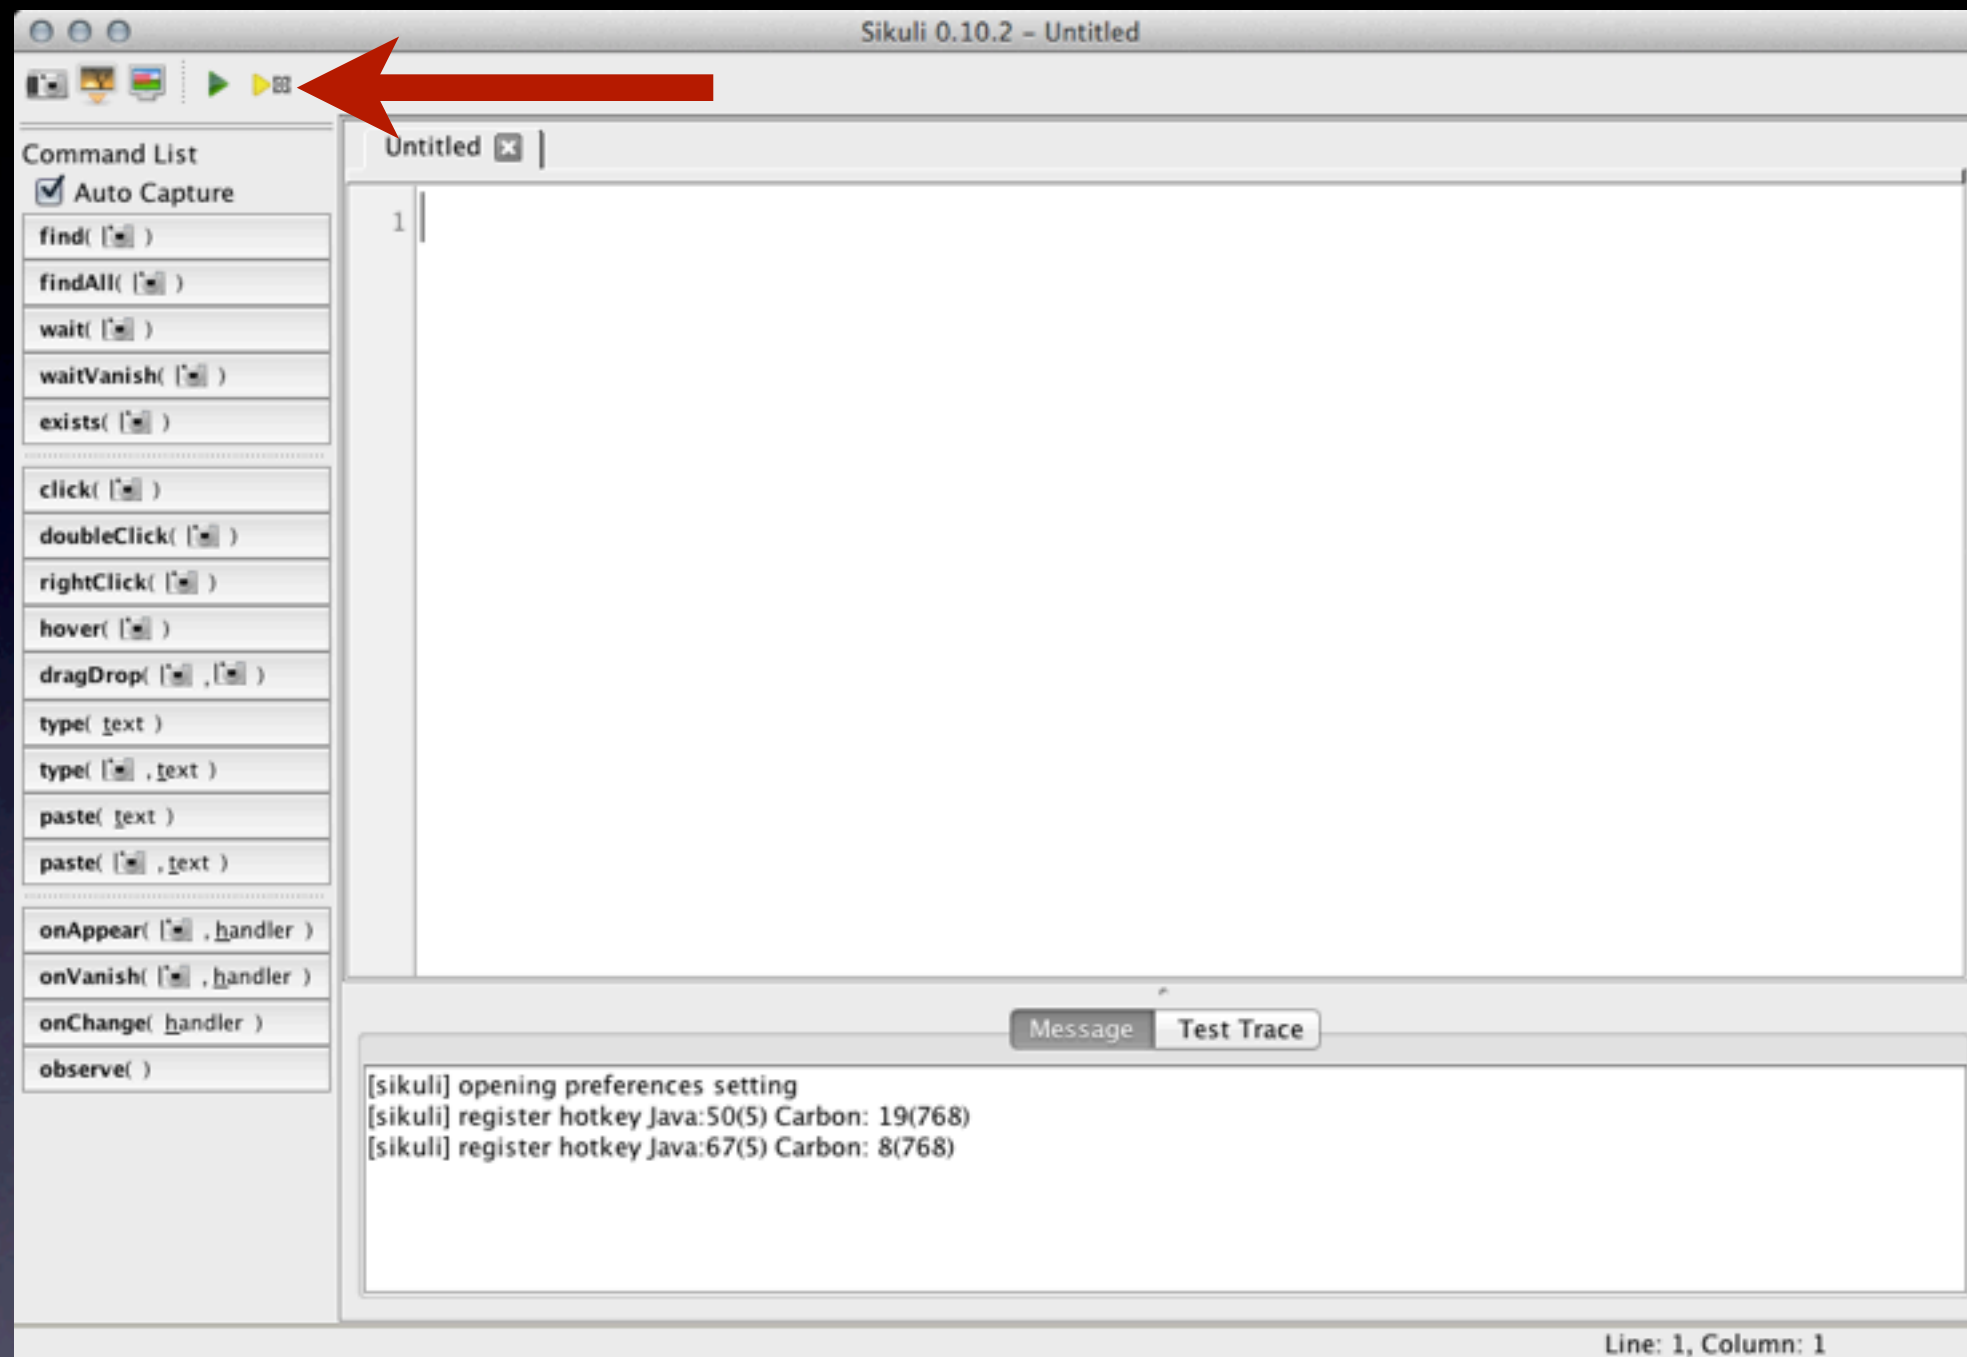 Sikuli 0.10.2 – Untitled
Command List
Auto Capture
find( )
findAll( )
wait( )
waitVanish( )
exists( )
click( )
doubleClick( )
rightClick( )
hover( )
dragDrop( , )
type( text )
type( , text )
paste( text )
paste( , text )
onAppear( , handler )
onVanish( , handler )
onChange( handler )
observe( )
Untitled
1
Message Test Trace
[sikuli] opening preferences setting
[sikuli] register hotkey Java:50(5) Carbon: 19(768)
[sikuli] register hotkey Java:67(5) Carbon: 8(768)
Line: 1, Column: 1